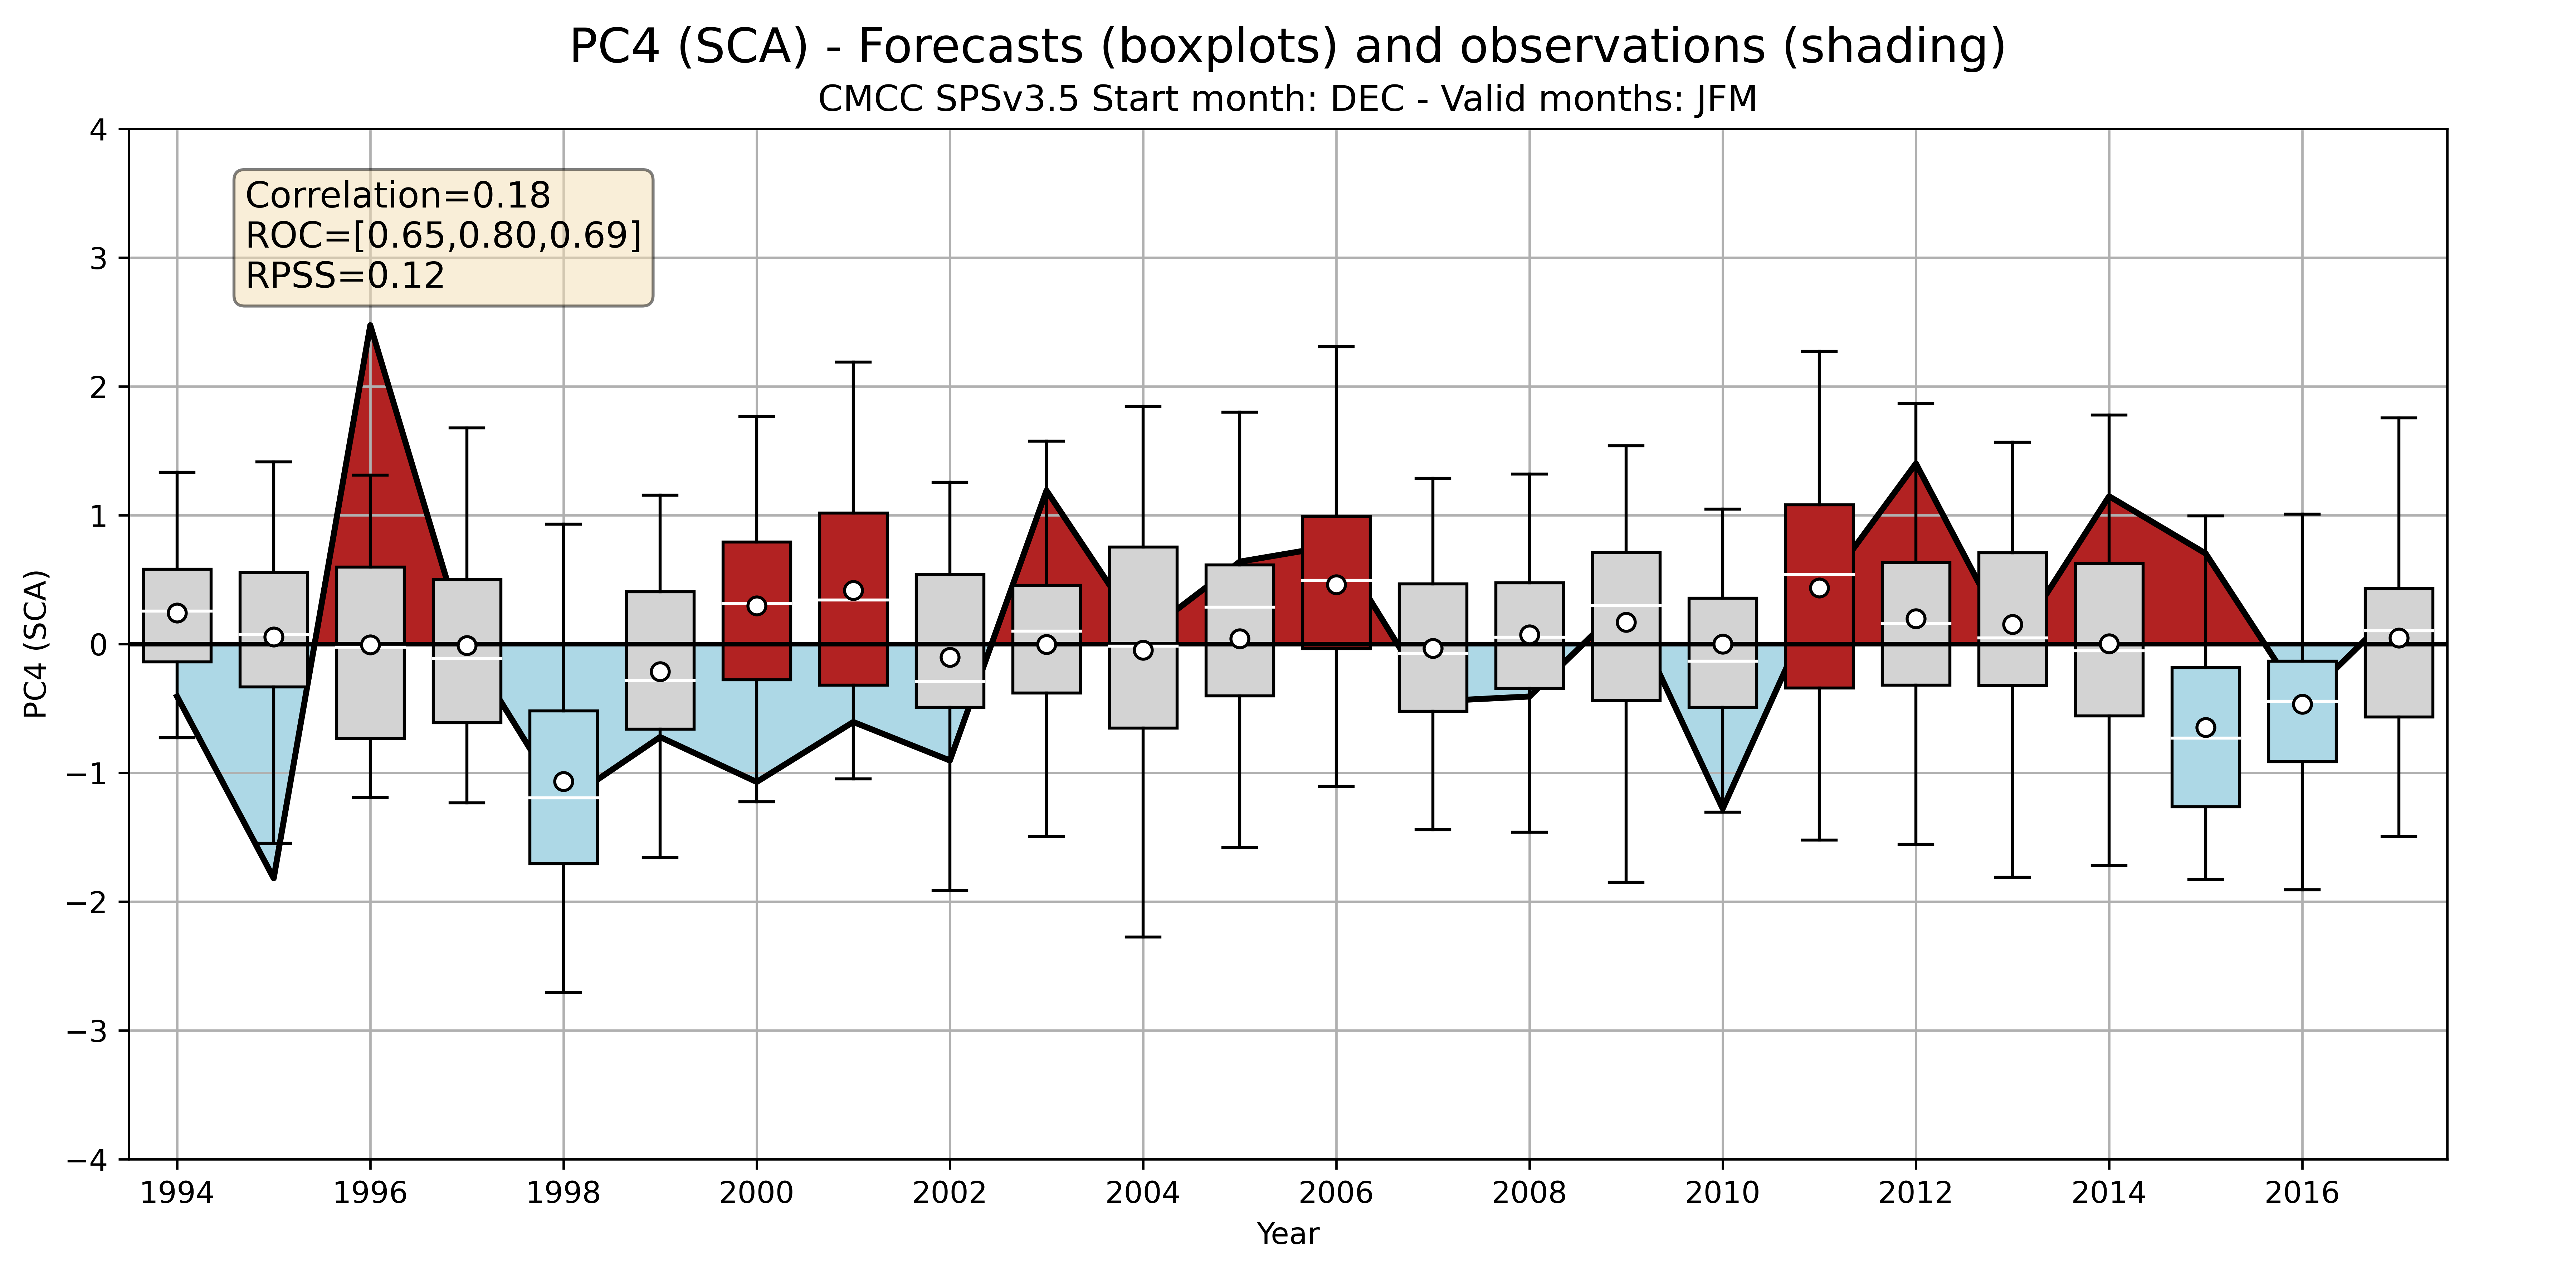 PC4 (SCA) - Forecasts (boxplots) and observations (shading)
CMCC SPSv3.5 Start month: DEC - Valid months: JFM
Correlation=0.18
ROC=[0.65,0.80,0.69]
RPSS=0.12
PC4 (SCA)
4
3
2
1
0
−1
−2
−3
−4
1994 1996 1998 2000 2002 2004 2006 2008 2010 2012 2014 2016
Year